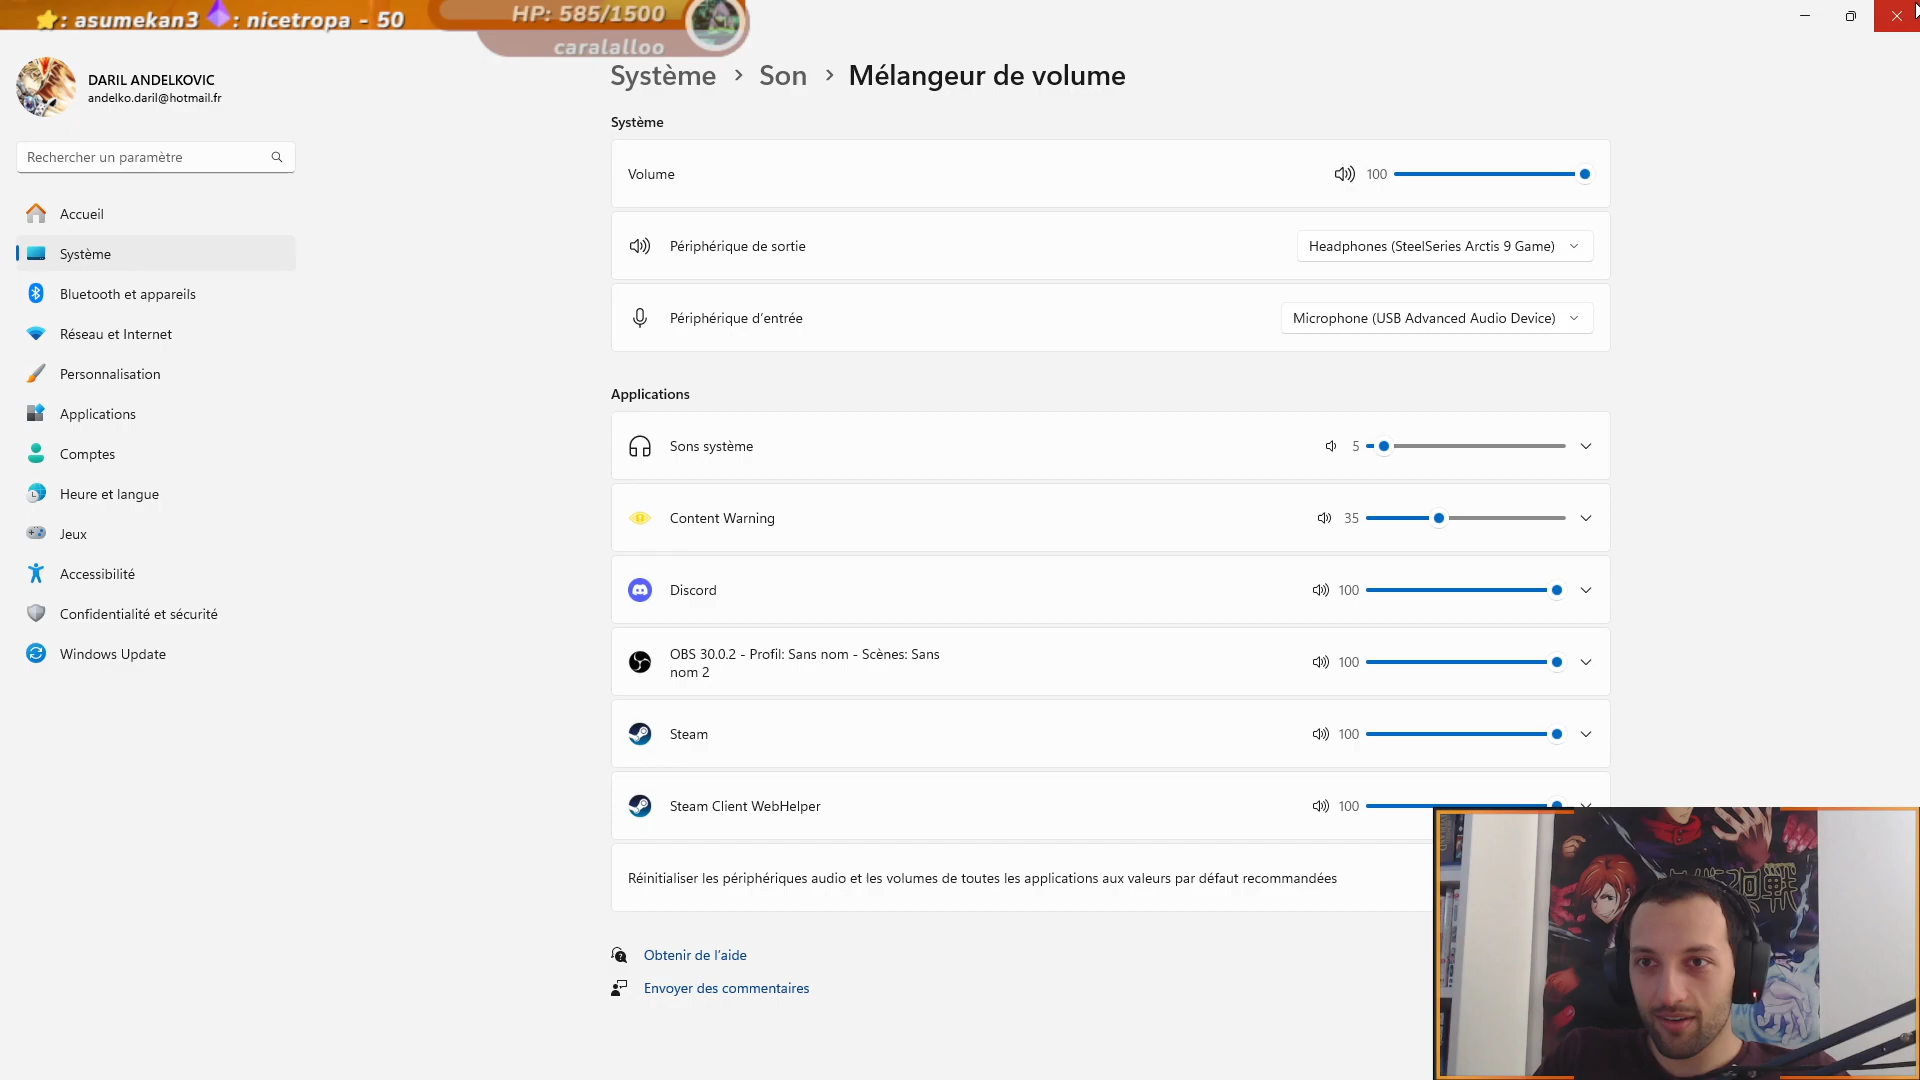 : asumekan3 : nicetropa - 50
HP: 585/1500
caralalloo
DARIL ANDELKOVIC
andelko.daril@hotmail.fr
Rechercher un paramètre
Accueil
Système
Bluetooth et appareils
Réseau et Internet
Personnalisation
Applications
Comptes
Heure et langue
Jeux
Accessibilité
Confidentialité et sécurité
Windows Update
Système > Son > Mélangeur de volume
Système
Volume 100
Périphérique de sortie Headphones (SteelSeries Arctis 9 Game)
Périphérique d’entrée Microphone (USB Advanced Audio Device)
Applications
Sons système 5
Content Warning 35
Discord 100
OBS 30.0.2 - Profil: Sans nom - Scènes: Sans
nom 2
100
Steam 100
Steam Client WebHelper 100
Réinitialiser les périphériques audio et les volumes de toutes les applications aux valeurs par défaut recommandées
Obtenir de l’aide
Envoyer des commentaires